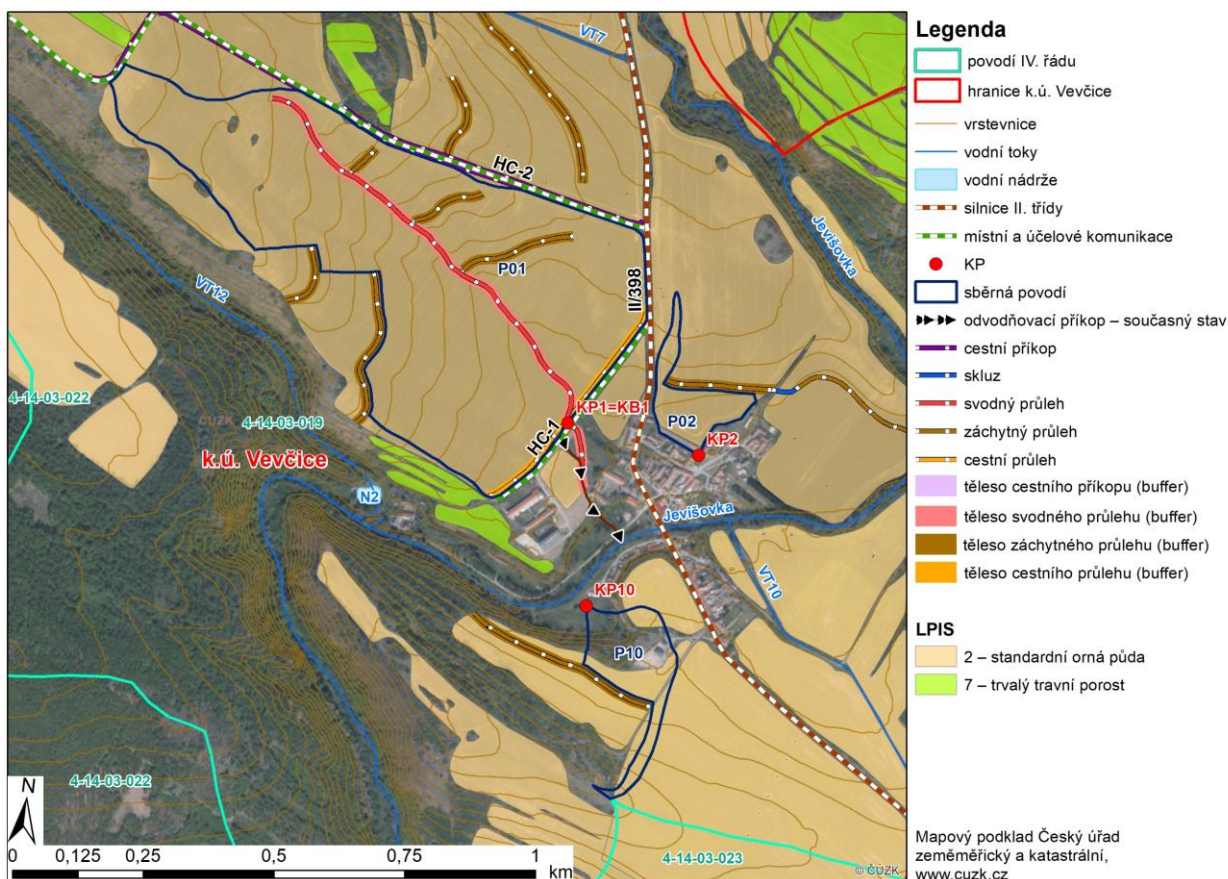 VT7
HC-2
Jevišovka
VT12
P01
II/398
4-14-03-022
ČÚZK
4-14-03-019
k.ú. Vevčice
KP1=KB1
HC-1
P02
KP2
N2
Jevišovka
VT10
KP10
P10
4-14-03-022
4-14-03-023
N
0 0,125 0,25 0,5 0,75 1
km
© ČÚZK
Legenda
povodí IV. řádu
hranice k.ú. Vevčice
vrstevnice
vodní toky
vodní nádrže
silnice II. třídy
místní a účelové komunikace
KP
sběrná povodí
odvodňovací příkop – současný stav
cestní příkop
skluz
svodný průleh
záchytný průleh
cestní průleh
těleso cestního příkopu (buffer)
těleso svodného průlehu (buffer)
těleso záchytného průlehu (buffer)
těleso cestního průlehu (buffer)
LPIS
2 – standardní orná půda
7 – trvalý travní porost
Mapový podklad Český úřad
zeměměřický a katastrální,
www.cuzk.cz